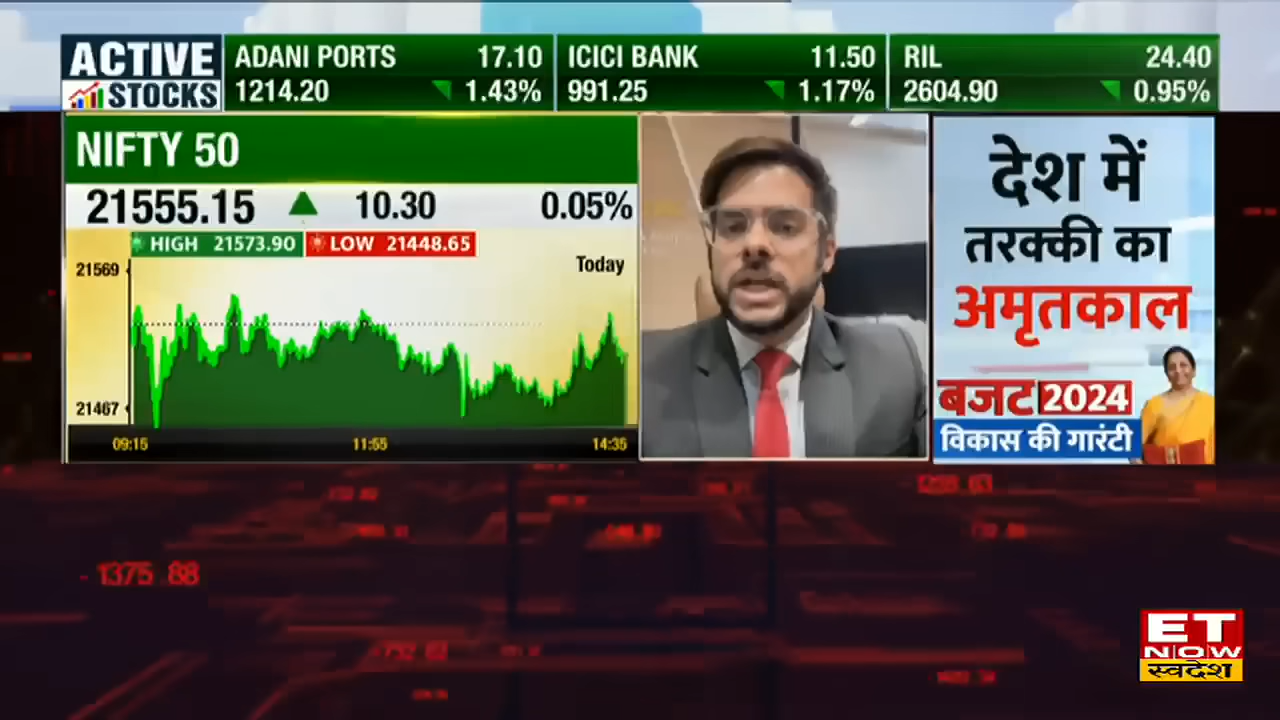 ACTIVE
STOCKS
ADANI PORTS 17.10
1214.20 1.43%
ICICI BANK 11.50
991.25 1.17%
RIL 24.40
2604.90 0.95%
NIFTY 50
21555.15 10.30 0.05%
HIGH 21573.90 LOW 21448.65
Today
21569
21467
09:15 11:55 14:35
देश में
तरक्की का
अमृतकाल
बजट 2024
विकास की गारंटी
- 1375.88
ET
NOW
स्वदेश